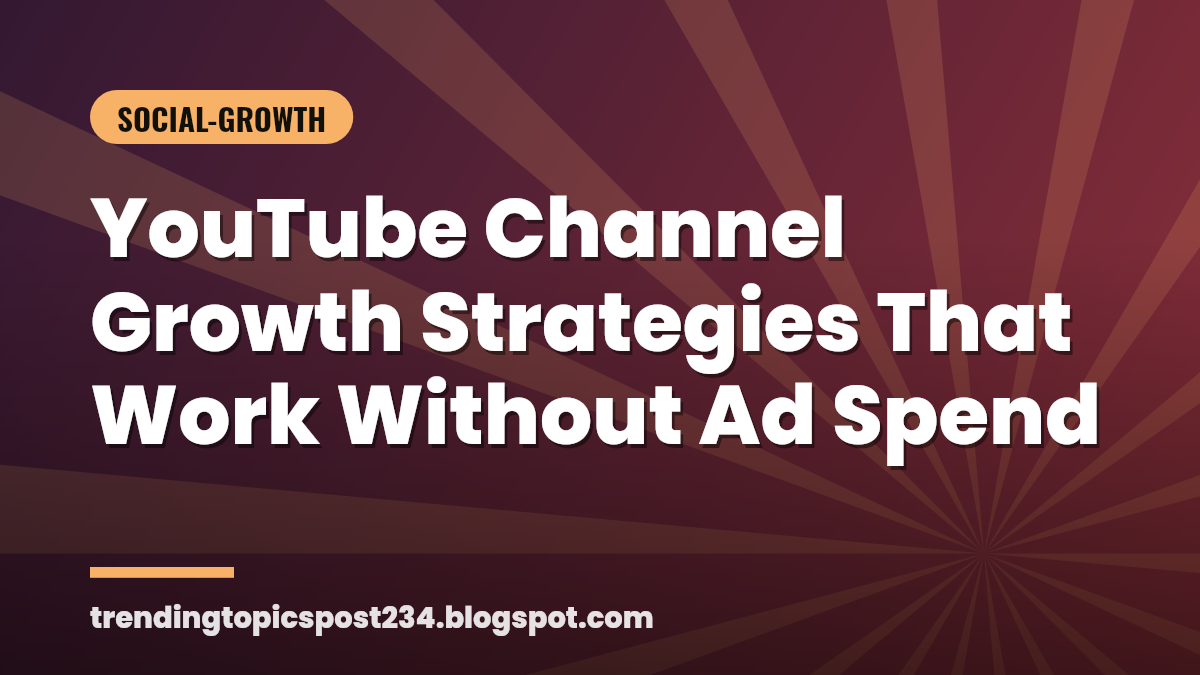 SOCIAL-GROWTH
YouTube Channel
Growth Strategies That
Work Without Ad Spend
trendingtopicspost234.blogspot.com